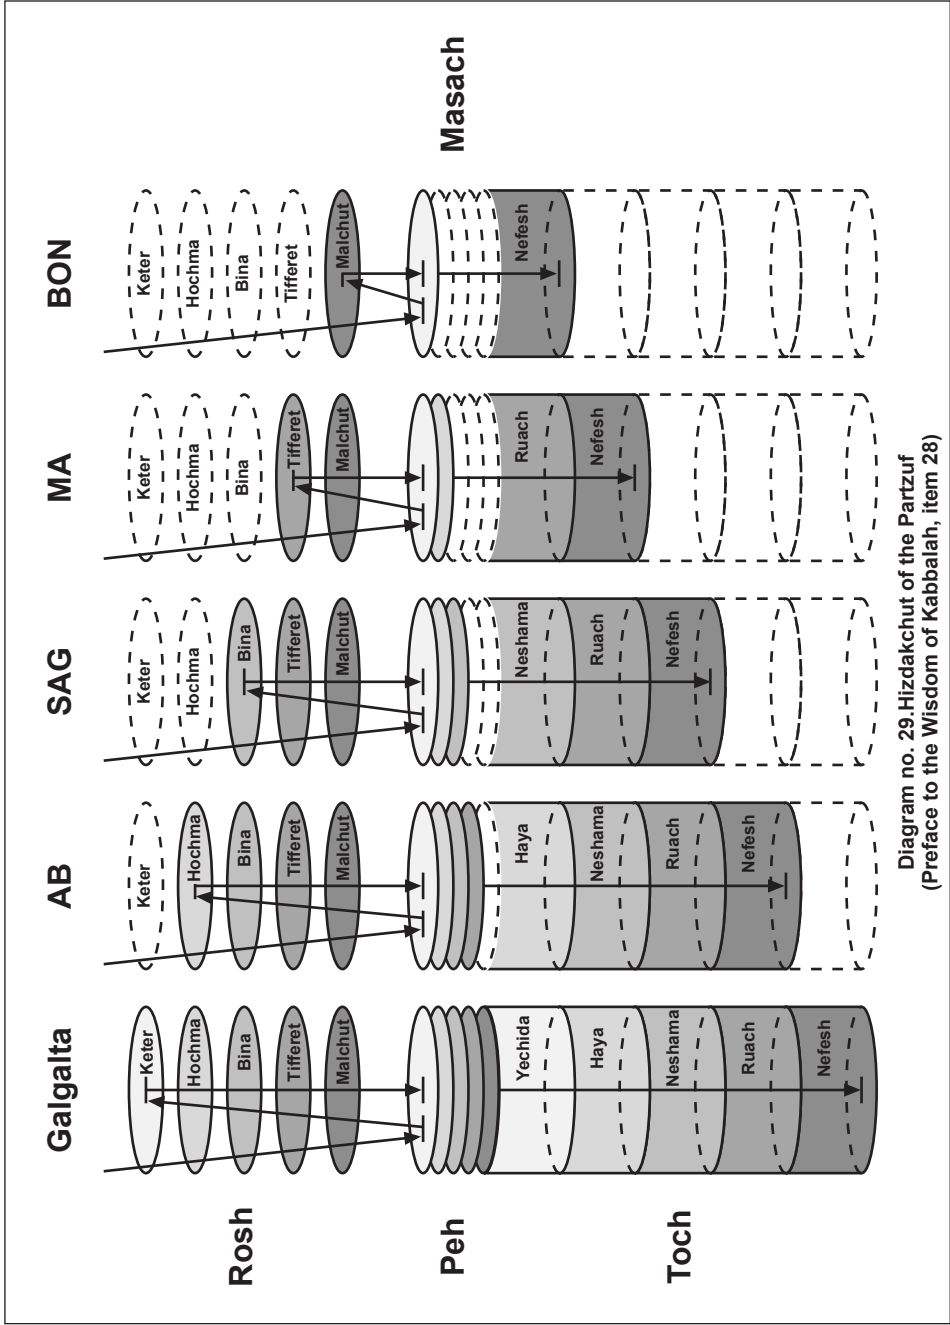 Galgalta
AB
SAG
MA
BON
Rosh
Keter
Hochma
Bina
Tifferet
Malchut
Keter
Hochma
Bina
Tifferet
Malchut
Keter
Hochma
Bina
Tifferet
Malchut
Keter
Hochma
Bina
Tifferet
Malchut
Keter
Hochma
Bina
Tifferet
Malchut
Peh
Masach
Toch
Yechida
Haya
Neshama
Ruach
Nefesh
Haya
Neshama
Ruach
Nefesh
Neshama
Ruach
Nefesh
Ruach
Nefesh
Nefesh
Diagram no. 29.Hizdakchut of the Partzuf
(Preface to the Wisdom of Kabbalah, item 28)